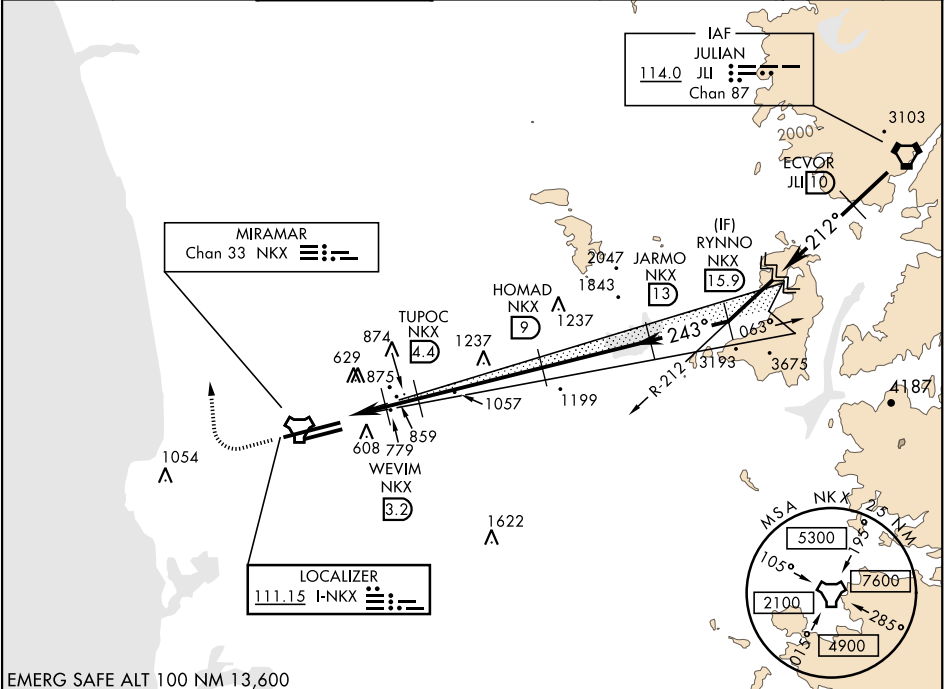 IAF
JULIAN
114.0 JLI
Chan 87
3103
2000
ECVOR
JLI 10
212°
MIRAMAR
Chan 33 NKX
(IF)
RYNNO
NKX
15.9
2047
1843
JARMO
NKX
13
HOMAD
NKX
9
1237
TUPOC
NKX
4.4
874
1237
243°
063°
629
875
3193
3675
R-212
1057
1199
4187
859
608
779
1054
WEVIM
NKX
3.2
1622
MSA NKX 25 NM
5300
195°
105°
7600
2100
285°
015°
4900
LOCALIZER
111.15 I-NKX
EMERG SAFE ALT 100 NM 13,600